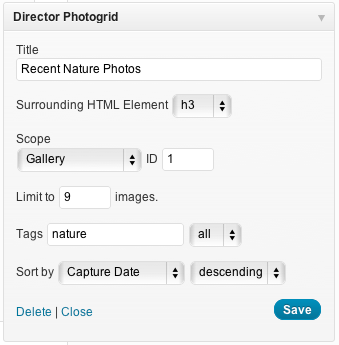 Director Photogrid
Title
Recent Nature Photos
Surrounding HTML Element h3
Scope
Gallery ID 1
Limit to 9 images.
Tags nature all
Sort by Capture Date descending
Delete | Close Save